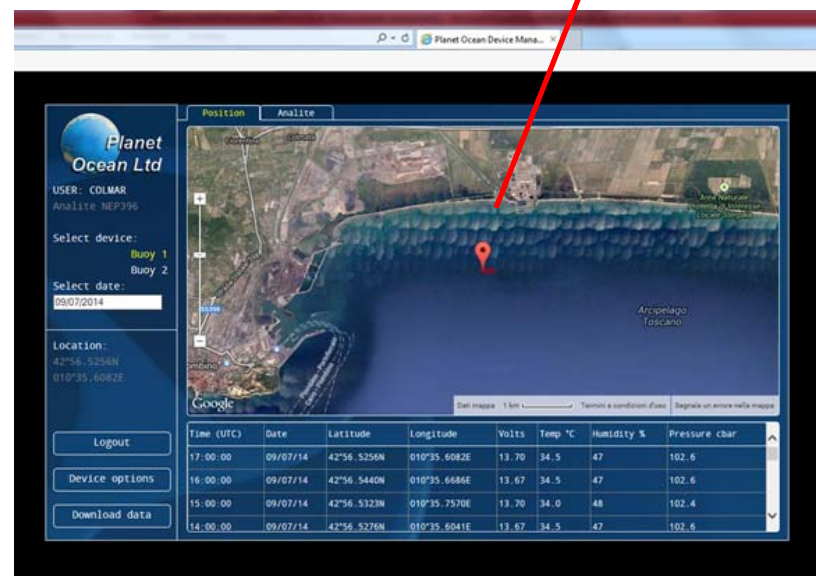 Planet Ocean Device Mana... ×
Position Analite
Planet
Ocean Ltd
USER: COLMAR
Analite NEP396
Select device:
Buoy 1
Buoy 2
Select date:
09/07/2014
Location:
42°56.5256N
010°35.6082E
Logout
Device options
Download data
Area Naturale
Protetta di Interesse
Locale Sterpaia
Arcipelago
Toscano
Google
Dati mappa 1 km Termini e condizioni d'uso Segnala un errore nella mappa
Time (UTC) Date Latitude Longitude Volts Temp °C Humidity % Pressure cbar
17:00:00 09/07/14 42°56.5256N 010°35.6082E 13.70 34.5 47 102.6
16:00:00 09/07/14 42°56.5440N 010°35.6686E 13.67 34.5 47 102.6
15:00:00 09/07/14 42°56.5323N 010°35.7570E 13.70 34.0 48 102.4
14:00:00 09/07/14 42°56.5276N 010°35.6041E 13.67 34.5 47 102.6